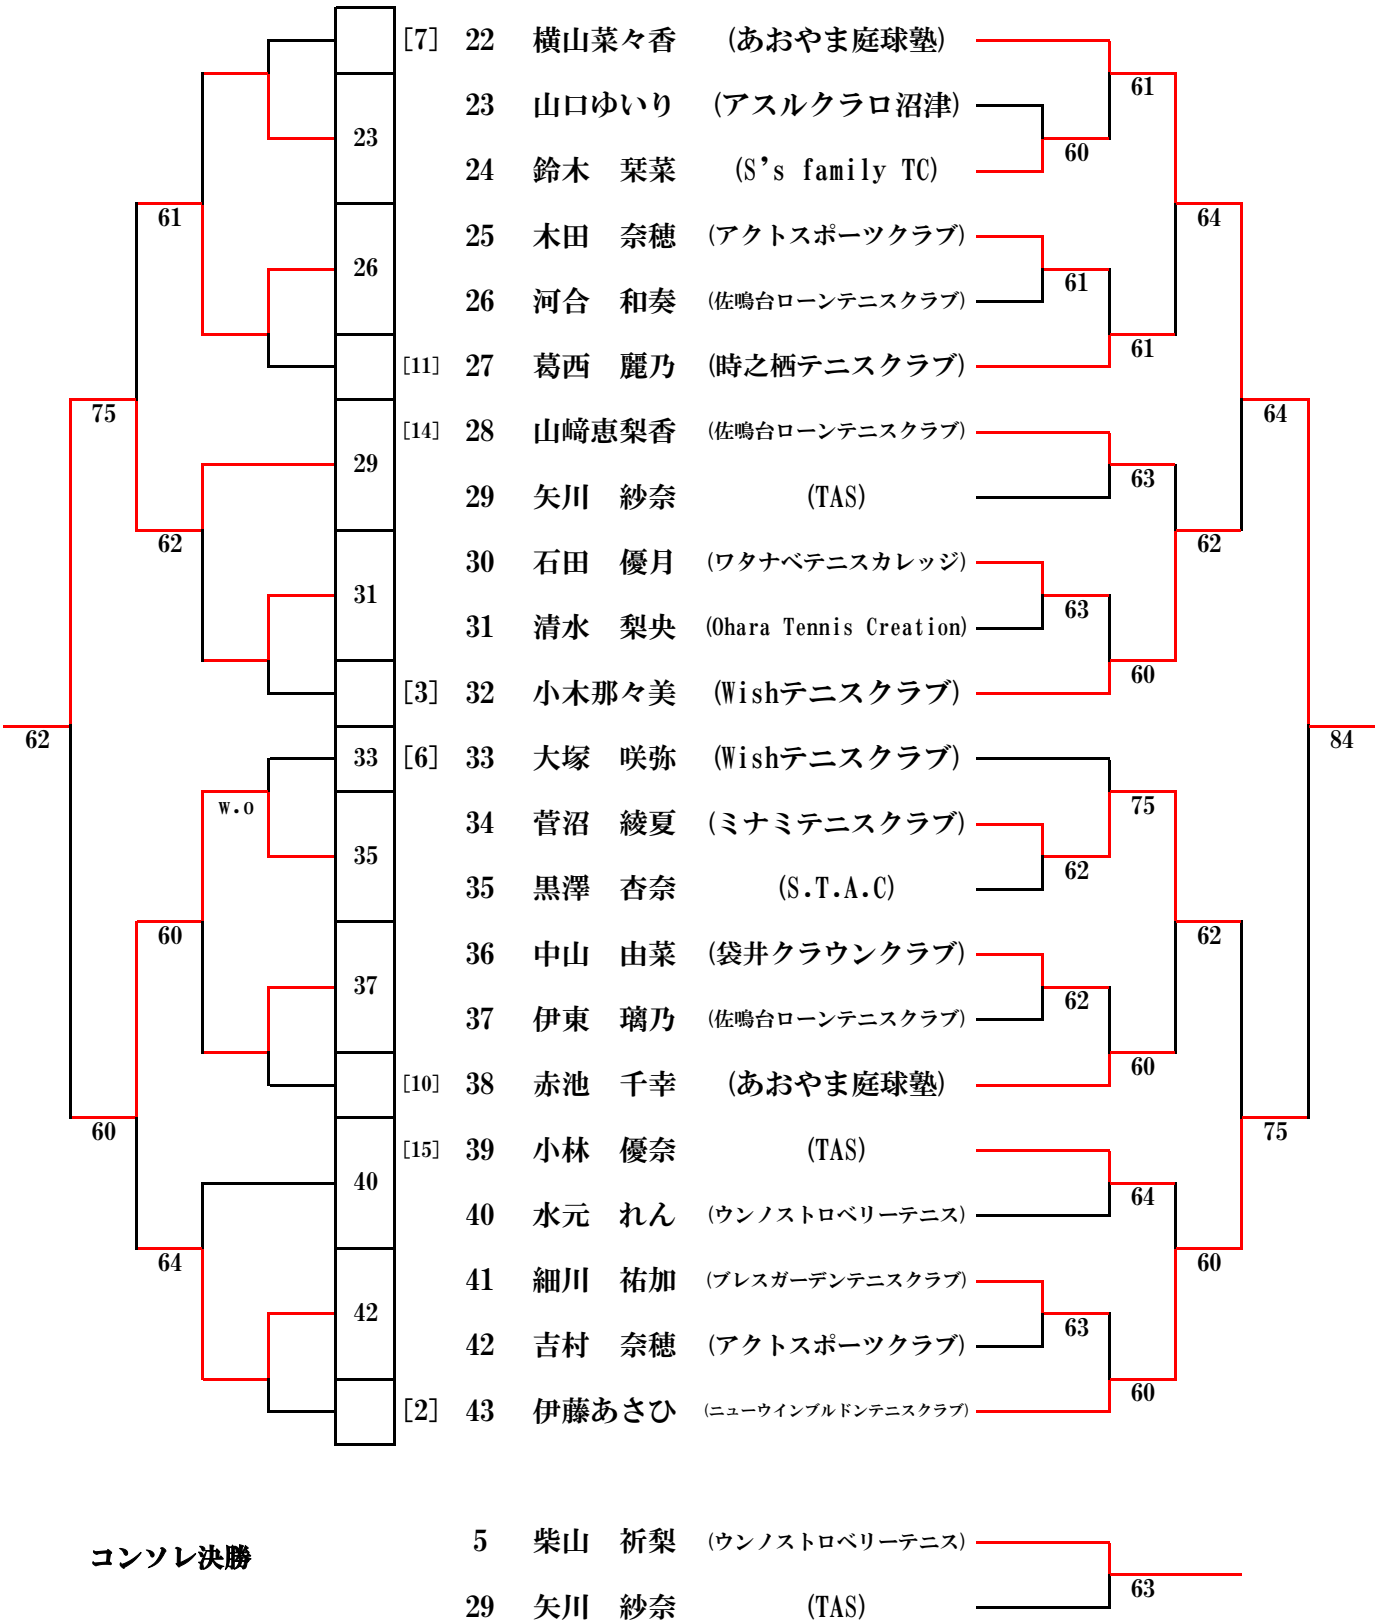 [7] 22 横山菜々香 (あおやま庭球塾)
61
23 山口ゆいり (アスルクラロ沼津)
23
60
24 鈴木 栞菜 (S’s family TC)
61 64
25 木田 奈穂 (アクトスポーツクラブ)
26 61
26 河合 和奏 (佐鳴台ローンテニスクラブ)
61
[11] 27 葛西 麗乃 (時之栖テニスクラブ)
75 64
[14] 28 山﨑恵梨香 (佐鳴台ローンテニスクラブ)
29 63
29 矢川 紗奈 (TAS)
62 62
30 石田 優月 (ワタナベテニスカレッジ)
31 63
31 清水 梨央 (Ohara Tennis Creation)
60
[3] 32 小木那々美 (Wishテニスクラブ)
62 84
33 [6] 33 大塚 咲弥 (Wishテニスクラブ)
w.o 75
34 菅沼 綾夏 (ミナミテニスクラブ)
35 62
35 黒澤 杏奈 (S.T.A.C)
60 62
36 中山 由菜 (袋井クラウンクラブ)
37 62
37 伊東 璃乃 (佐鳴台ローンテニスクラブ)
60
[10] 38 赤池 千幸 (あおやま庭球塾)
60 75
[15] 39 小林 優奈 (TAS)
40 64
40 水元 れん (ウンノストロベリーテニス)
64 60
41 細川 祐加 (ブレスガーデンテニスクラブ)
42 63
42 吉村 奈穂 (アクトスポーツクラブ)
60
[2] 43 伊藤あさひ (ニューウインブルドンテニスクラブ)
5 柴山 祈梨 (ウンノストロベリーテニス)
コンソレ決勝
63
29 矢川 紗奈 (TAS)